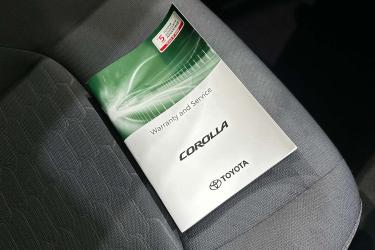 5
Warranty and Service
COROLLA
TOYOTA